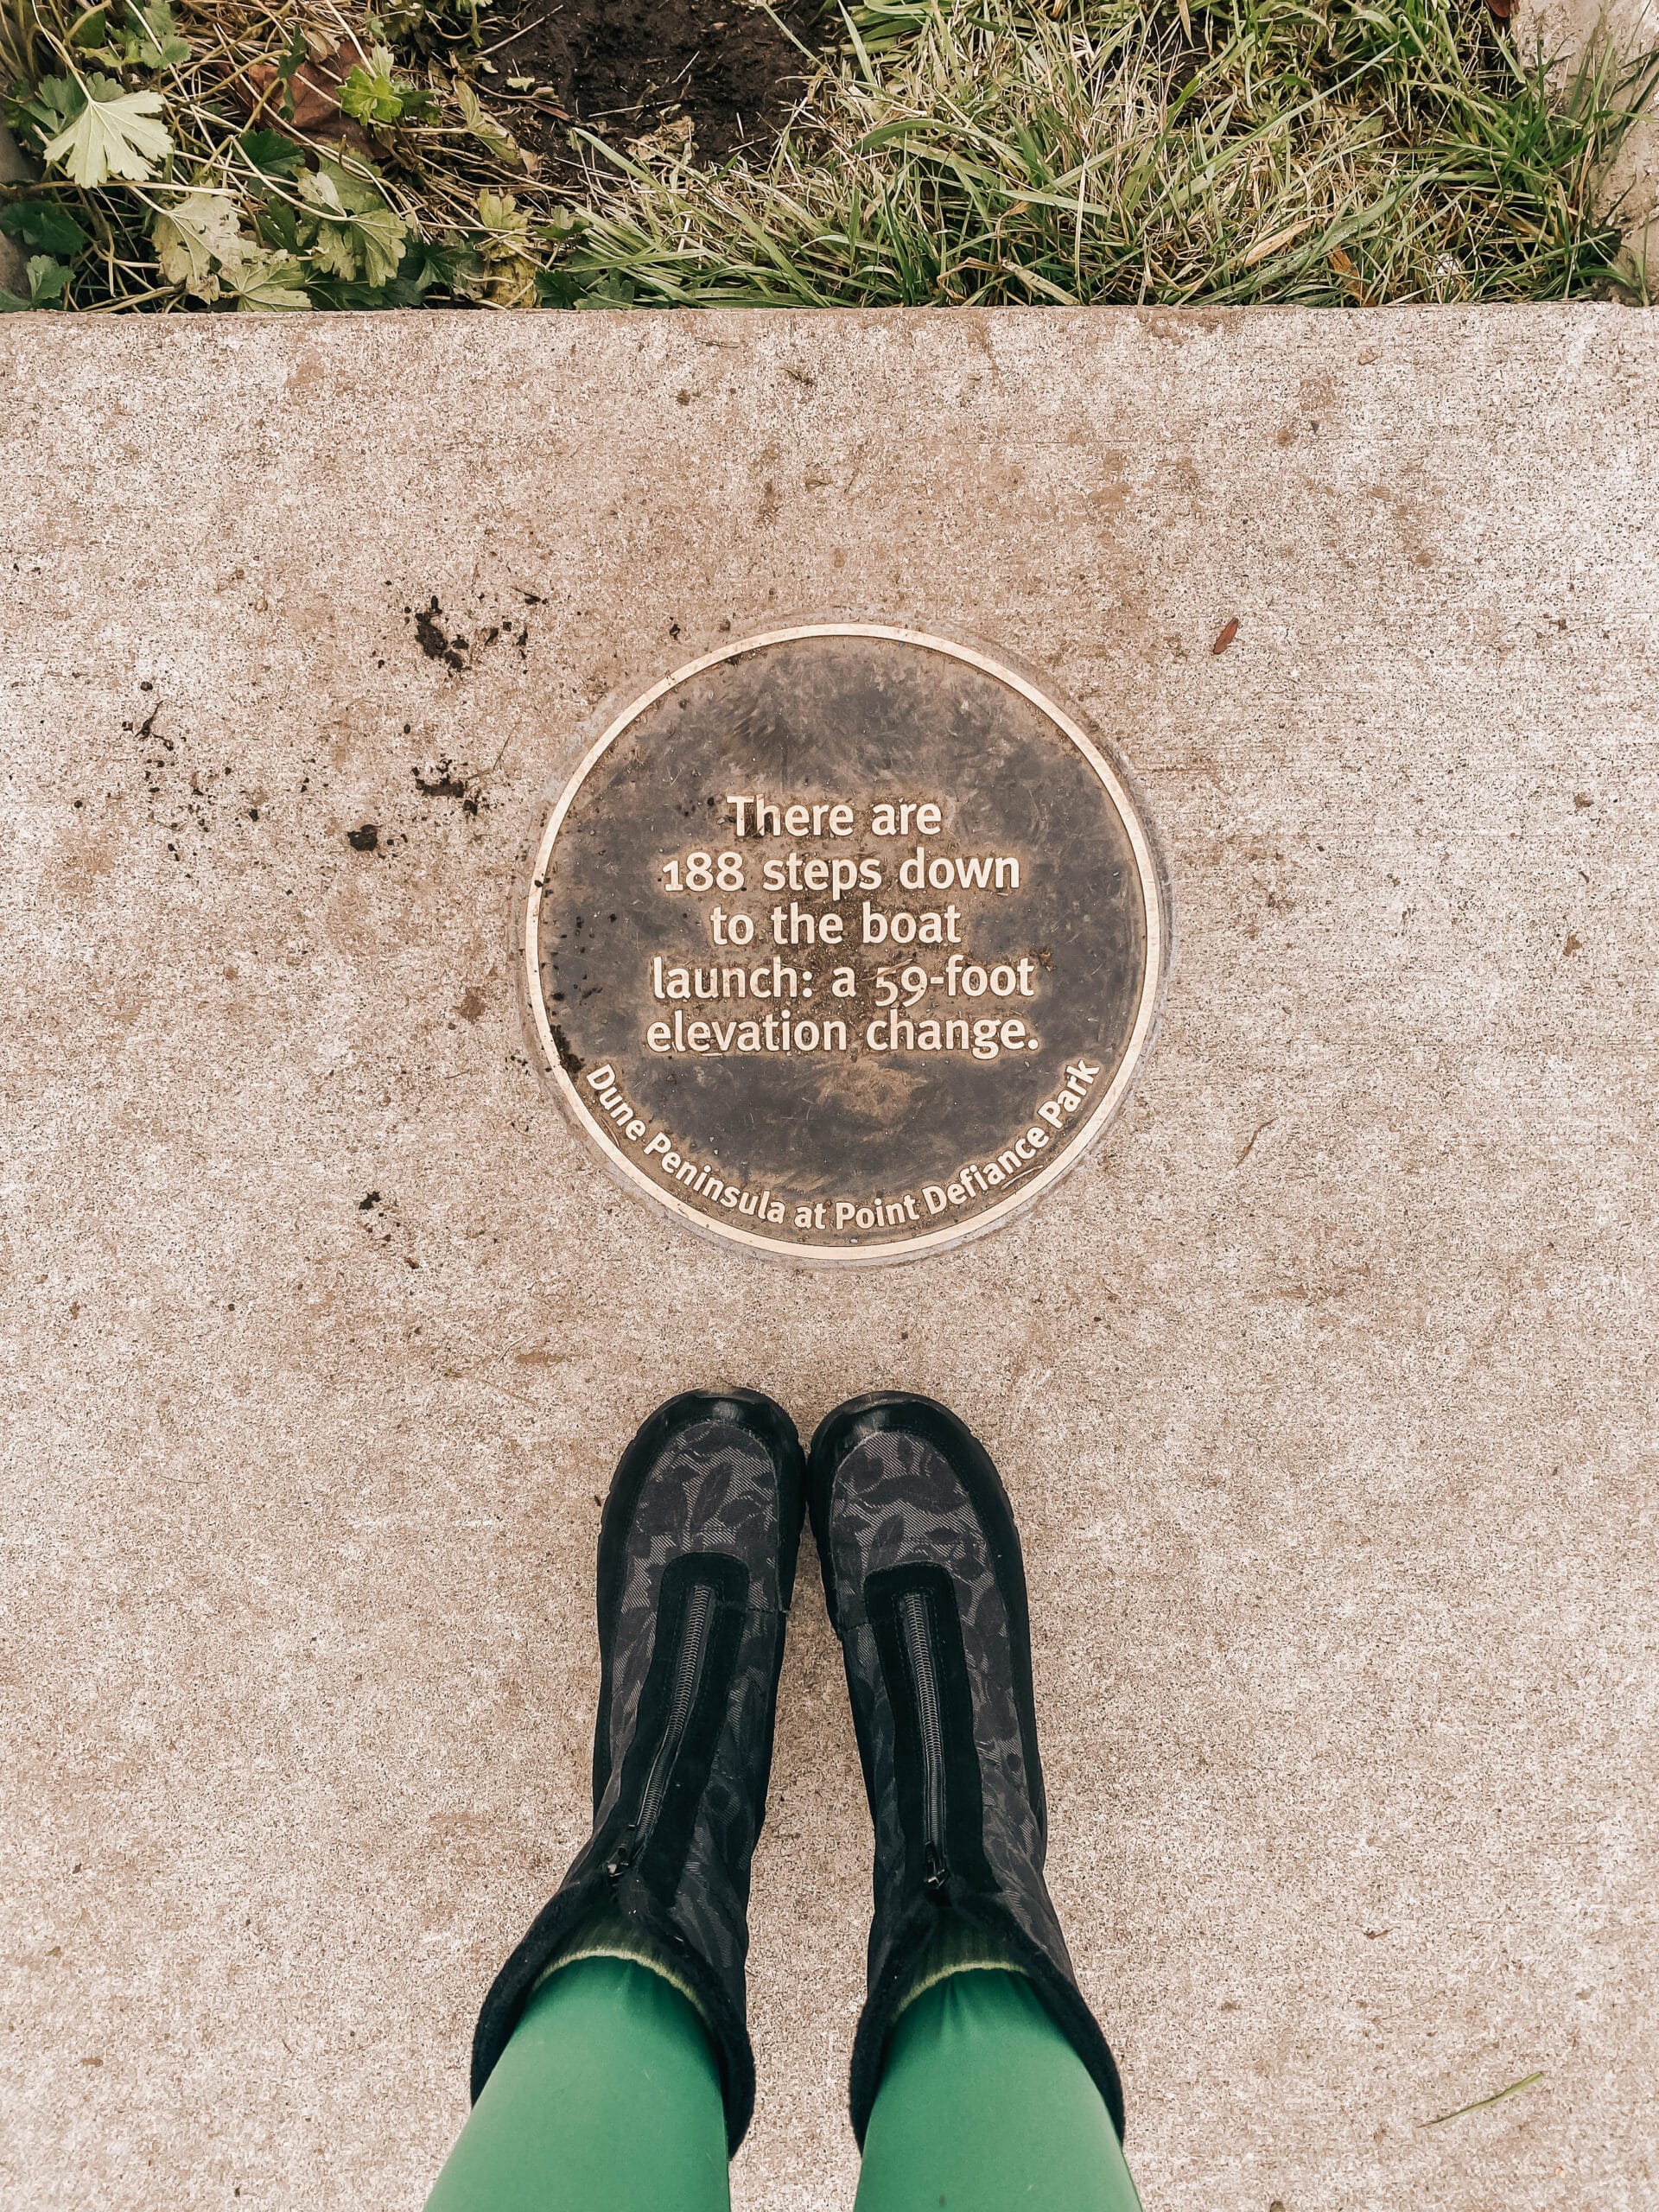 There are
188 steps down
to the boat
launch: a 59-foot
elevation change.
Dune Peninsula at Point Defiance Park